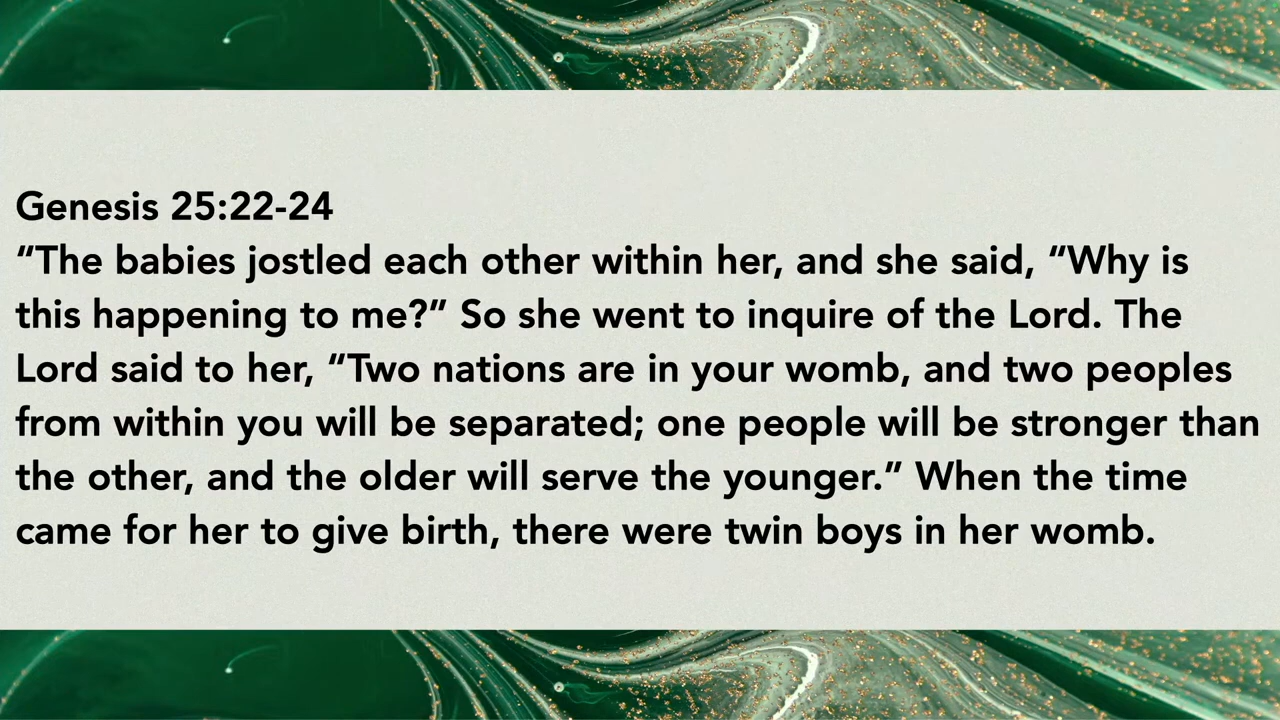 Genesis 25:22-24
“The babies jostled each other within her, and she said, “Why is
this happening to me?” So she went to inquire of the Lord. The
Lord said to her, “Two nations are in your womb, and two peoples
from within you will be separated; one people will be stronger than
the other, and the older will serve the younger.” When the time
came for her to give birth, there were twin boys in her womb.